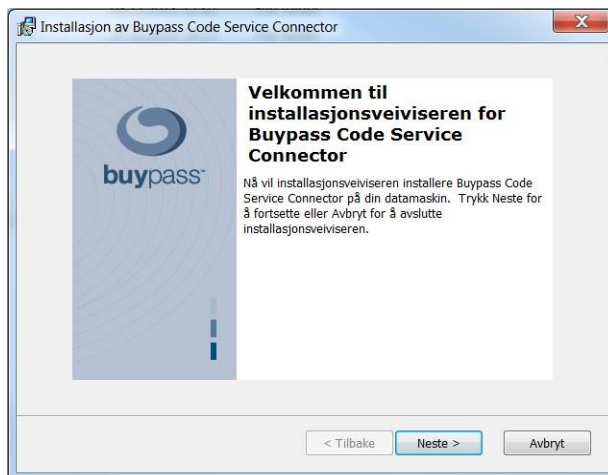 Installasjon av Buypass Code Service Connector
buypass
Velkommen til
installasjonsveiviseren for
Buypass Code Service
Connector
Nå vil installasjonsveiviseren installere Buypass Code
Service Connector på din datamaskin. Trykk Neste for
å fortsette eller Avbryt for å avslutte
installasjonsveiviseren.
< Tilbake
Neste >
Avbryt